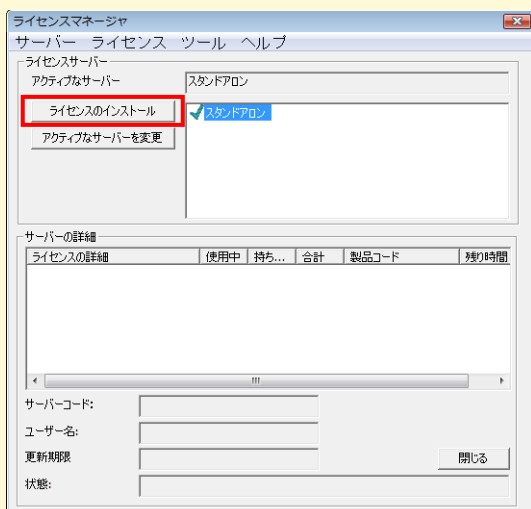 ライセンスマネージャ
サーバー ライセンス ツール ヘルプ
ライセンスサーバー
アクティブなサーバー スタンドアロン
ライセンスのインストール スタンドアロン
アクティブなサーバーを変更
サーバーの詳細
ライセンスの詳細 使用中 持ち... 合計 製品コード 残り時間
サーバーコード:
ユーザー名:
更新期限 閉じる
状態: